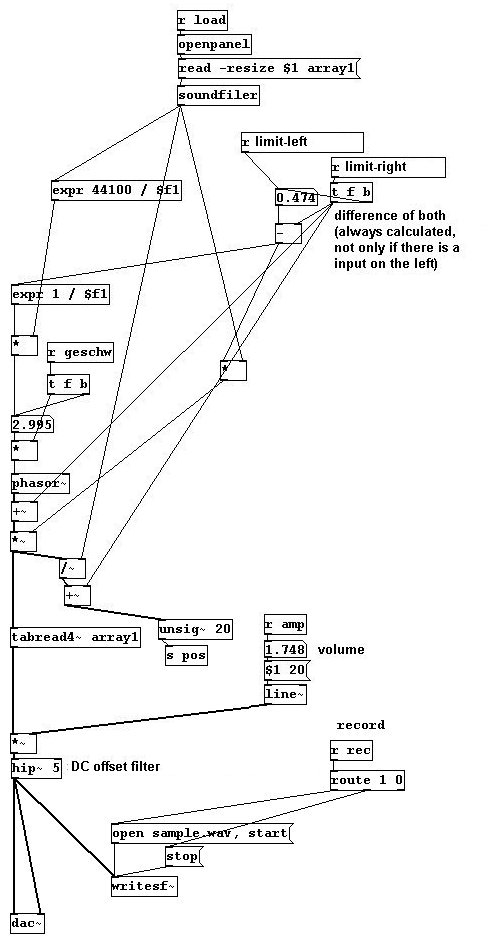 r load
openpanel
read -resize $1 array1
soundfiler
r limit-left
r limit-right
expr 44100 / $f1
0.474
t f b
difference of both
(always calculated,
not only if there is a
input on the left)
-
expr 1 / $f1
*
r geschw
*
t f b
2.995
*
phasor~
+~
*~
/~
+~
tabread4~ array1
unsig~ 20
s pos
r amp
1.748 volume
$1 20
line~
record
*~
r rec
hip~ 5 DC offset filter
route 1 0
open sample.wav, start
stop
writesf~
dac~